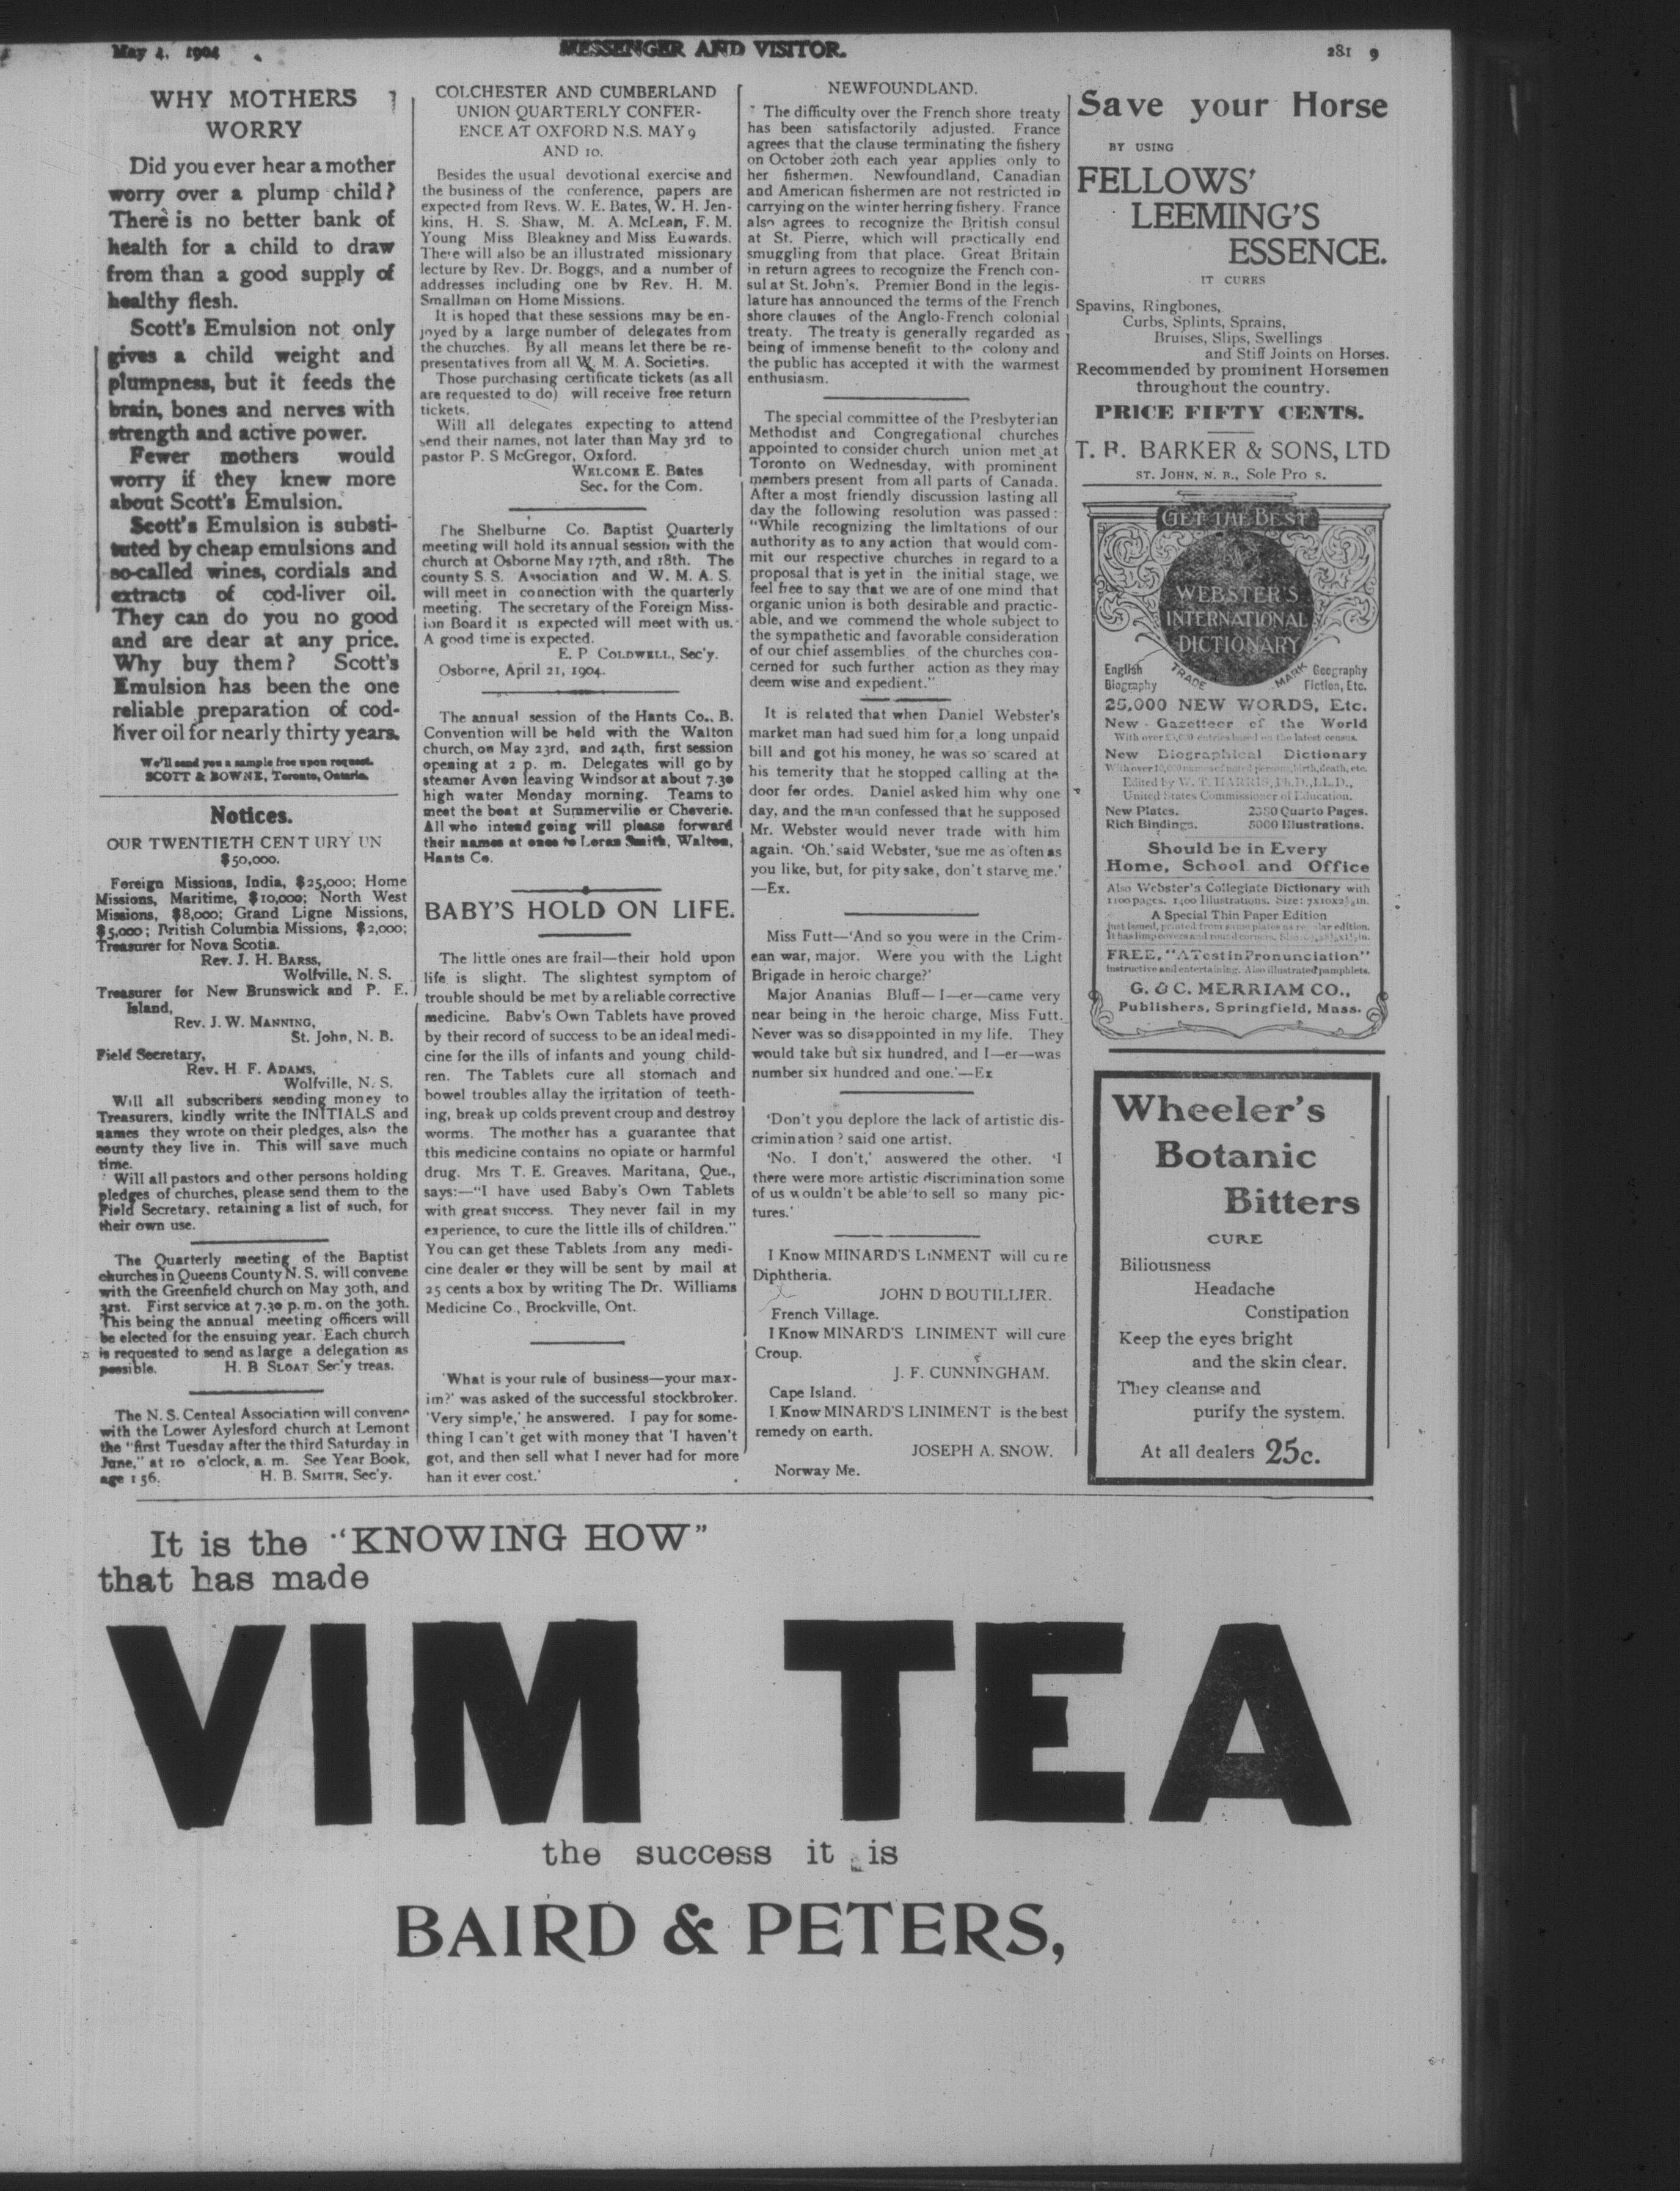 May 4, 1904
MESSENGER AND VISITOR.
281 9
WHY MOTHERS
WORRY
Did you ever hear a mother
worry over a plump child?
There is no better bank of
health for a child to draw
from than a good supply of
healthy flesh.
Scott's Emulsion not only
gives a child weight and
plumpness, but it feeds the
brain, bones and nerves with
strength and active power.
Fewer mothers would
worry if they knew more
about Scott's Emulsion.
Scott's Emulsion is substi-
tuted by cheap emulsions and
so-called wines, cordials and
extracts of cod-liver oil.
They can do you no good
and are dear at any price.
Why buy them? Scott's
Emulsion has been the one
reliable preparation of cod-
liver oil for nearly thirty years.
We'll send you a sample free upon request.
SCOTT & BOWNE, Toronto, Ontario.
Notices.
OUR TWENTIETH CENT URY UN
$50,000.
Foreign Missions, India, $25,000; Home
Missions, Maritime, $10,000; North West
Missions, $8,000; Grand Ligne Missions,
$5,000; British Columbia Missions, $2,000;
Treasurer for Nova Scotia.
Rev. J. H. BARSS,
Wolfville, N. S.
Treasurer for New Brunswick and P. E.
Island,
Rev. J. W. MANNING,
St. John, N. B.
Field Secretary,
Rev. H. F. ADAMS,
Wolfville, N. S.
Will all subscribers sending money to
Treasurers, kindly write the INITIALS and
names they wrote on their pledges, also the
county they live in. This will save much
time.
Will all pastors and other persons holding
pledges of churches, please send them to the
Field Secretary, retaining a list of such, for
their own use.
The Quarterly meeting of the Baptist
churches in Queens County N. S. will convene
with the Greenfield church on May 30th, and
31st. First service at 7.30 p. m. on the 30th.
This being the annual meeting officers will
be elected for the ensuing year. Each church
is requested to send as large a delegation as
possible. H. B SLOAT Sec'y treas.
The N. S. Centeal Association will convene
with the Lower Aylesford church at Lemont
the "first Tuesday after the third Saturday in
June," at 10 o'clock, a. m. See Year Book,
age 156. H. B. SMITH, Sec'y.
COLCHESTER AND CUMBERLAND
UNION QUARTERLY CONFER-
ENCE AT OXFORD N.S. MAY 9
AND 10.
Besides the usual devotional exercise and
the business of the conference, papers are
expected from Revs. W. E. Bates, W. H. Jen-
kins, H. S. Shaw, M. A. McLean, F. M.
Young Miss Bleakney and Miss Edwards.
There will also be an illustrated missionary
lecture by Rev. Dr. Boggs, and a number of
addresses including one by Rev. H. M.
Smallman on Home Missions.
It is hoped that these sessions may be en-
joyed by a large number of delegates from
the churches. By all means let there be re-
presentatives from all W. M. A. Societies.
Those purchasing certificate tickets (as all
are requested to do) will receive free return
tickets.
Will all delegates expecting to attend
send their names, not later than May 3rd to
pastor P. S McGregor, Oxford.
WELCOME E. Bates
Sec. for the Com.
The Shelburne Co. Baptist Quarterly
meeting will hold its annual session with the
church at Osborne May 17th, and 18th. The
county S. S. Association and W. M. A. S.
will meet in connection with the quarterly
meeting. The secretary of the Foreign Miss-
ion Board it is expected will meet with us.
A good time is expected.
E. P. COLDWELL, Sec'y.
Osborne, April 21, 1904.
The annual session of the Hants Co., B.
Convention will be held with the Walton
church, on May 23rd, and 24th, first session
opening at 2 p. m. Delegates will go by
steamer Avon leaving Windsor at about 7.30
high water Monday morning. Teams to
meet the boat at Summerville or Cheverie.
All who intend going will please forward
their names at once to Loran Smith, Walton,
Hants Co.
BABY'S HOLD ON LIFE.
The little ones are frail—their hold upon
life is slight. The slightest symptom of
trouble should be met by a reliable corrective
medicine. Baby's Own Tablets have proved
by their record of success to be an ideal medi-
cine for the ills of infants and young child-
ren. The Tablets cure all stomach and
bowel troubles allay the irritation of teeth-
ing, break up colds prevent croup and destroy
worms. The mother has a guarantee that
this medicine contains no opiate or harmful
drug. Mrs T. E. Greaves. Maritana, Que.,
says:—"I have used Baby's Own Tablets
with great success. They never fail in my
experience, to cure the little ills of children."
You can get these Tablets from any medi-
cine dealer or they will be sent by mail at
25 cents a box by writing The Dr. Williams
Medicine Co., Brockville, Ont.
'What is your rule of business—your max-
im?' was asked of the successful stockbroker.
'Very simple,' he answered. I pay for some-
thing I can't get with money that 'I haven't
got, and then sell what I never had for more
han it ever cost.'
NEWFOUNDLAND.
The difficulty over the French shore treaty
has been satisfactorily adjusted. France
agrees that the clause terminating the fishery
on October 20th each year applies only to
her fishermen. Newfoundland, Canadian
and American fishermen are not restricted in
carrying on the winter herring fishery. France
also agrees to recognize the British consul
at St. Pierre, which will practically end
smuggling from that place. Great Britain
in return agrees to recognize the French con-
sul at St. John's. Premier Bond in the legis-
lature has announced the terms of the French
shore clauses of the Anglo-French colonial
treaty. The treaty is generally regarded as
being of immense benefit to the colony and
the public has accepted it with the warmest
enthusiasm.
The special committee of the Presbyterian
Methodist and Congregational churches
appointed to consider church union met at
Toronto on Wednesday, with prominent
members present from all parts of Canada.
After a most friendly discussion lasting all
day the following resolution was passed:
"While recognizing the limltations of our
authority as to any action that would com-
mit our respective churches in regard to a
proposal that is yet in the initial stage, we
feel free to say that we are of one mind that
organic union is both desirable and practic-
able, and we commend the whole subject to
the sympathetic and favorable consideration
of our chief assemblies of the churches con-
cerned for such further action as they may
deem wise and expedient."
It is related that when Daniel Webster's
market man had sued him for a long unpaid
bill and got his money, he was so scared at
his temerity that he stopped calling at the
door for ordes. Daniel asked him why one
day, and the man confessed that he supposed
Mr. Webster would never trade with him
again. 'Oh.' said Webster, 'sue me as often as
you like, but, for pity sake, don't starve me.'
—Ex.
Miss Futt—'And so you were in the Crim-
ean war, major. Were you with the Light
Brigade in heroic charge?'
Major Ananias Bluff—I—er—came very
near being in the heroic charge, Miss Futt.
Never was so disappointed in my life. They
would take but six hundred, and I—er—was
number six hundred and one.'—Ex
'Don't you deplore the lack of artistic dis-
crimination? said one artist.
'No. I don't,' answered the other. 'I
there were more artistic discrimination some
of us wouldn't be able to sell so many pic-
tures.'
I Know MIINARD'S LINMENT will cure
Diphtheria.
JOHN D BOUTILLIER.
French Village.
I Know MINARD'S LINIMENT will cure
Croup.
J. F. CUNNINGHAM.
Cape Island.
I Know MINARD'S LINIMENT is the best
remedy on earth.
JOSEPH A. SNOW.
Norway Me.
Save your Horse
BY USING
FELLOWS'
LEEMING'S
ESSENCE.
IT CURES
Spavins, Ringbones,
Curbs, Splints, Sprains,
Bruises, Slips, Swellings
and Stiff Joints on Horses.
Recommended by prominent Horsemen
throughout the country.
PRICE FIFTY CENTS.
T. B. BARKER & SONS, LTD
ST. JOHN, N. B., Sole Pro s.
GET THE BEST
WEBSTER'S
INTERNATIONAL
DICTIONARY
English
Biography
TRADE MARK
Geography
Fiction, Etc.
25,000 NEW WORDS, Etc.
New Gazetteer of the World
With over 25,000 entries based on the latest census.
New Biographical Dictionary
With over 10,000 names of noted persons, birth, death, etc.
Edited by W. T. HARRIS, Ph.D., LL.D.,
United States Commissioner of Education.
New Plates. 2380 Quarto Pages.
Rich Bindings. 5000 Illustrations.
Should be in Every
Home, School and Office
Also Webster's Collegiate Dictionary with
1100 pages. 1400 Illustrations. Size: 7x10x2⅝ in.
A Special Thin Paper Edition
just issued, printed from same plates as regular edition.
It has limp covers and round corners. Size:
FREE, "A Test in Pronunciation"
instructive and entertaining. Also illustrated pamphlets.
G. & C. MERRIAM CO.,
Publishers, Springfield, Mass.
Wheeler's
Botanic
Bitters
CURE
Biliousness
Headache
Constipation
Keep the eyes bright
and the skin clear.
They cleanse and
purify the system.
At all dealers 25c.
It is the "KNOWING HOW"
that has made
VIM TEA
the success it is
BAIRD & PETERS,